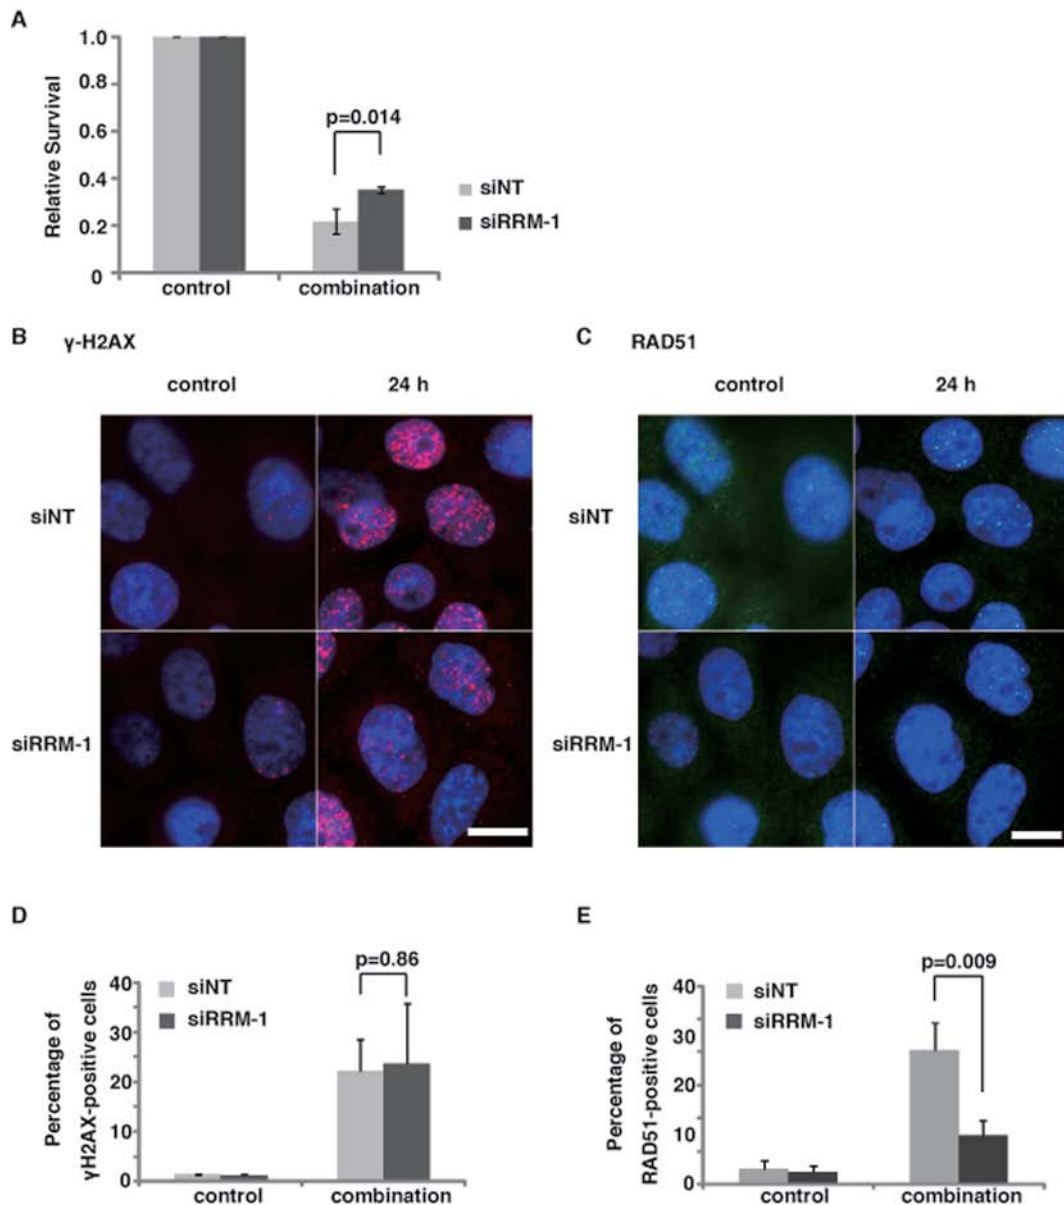 A
Relative Survival
1.0
0.8
0.6
0.4
0.2
0
p=0.014
siNT
siRRM-1
control combination
B γ-H2AX
control 24 h
siNT
siRRM-1
C RAD51
control 24 h
siNT
siRRM-1
D
Percentage of
γH2AX-positive cells
40
30
20
10
0
siNT
siRRM-1
p=0.86
control combination
E
Percentage of
RAD51-positive cells
40
30
20
10
0
siNT
siRRM-1
p=0.009
control combination